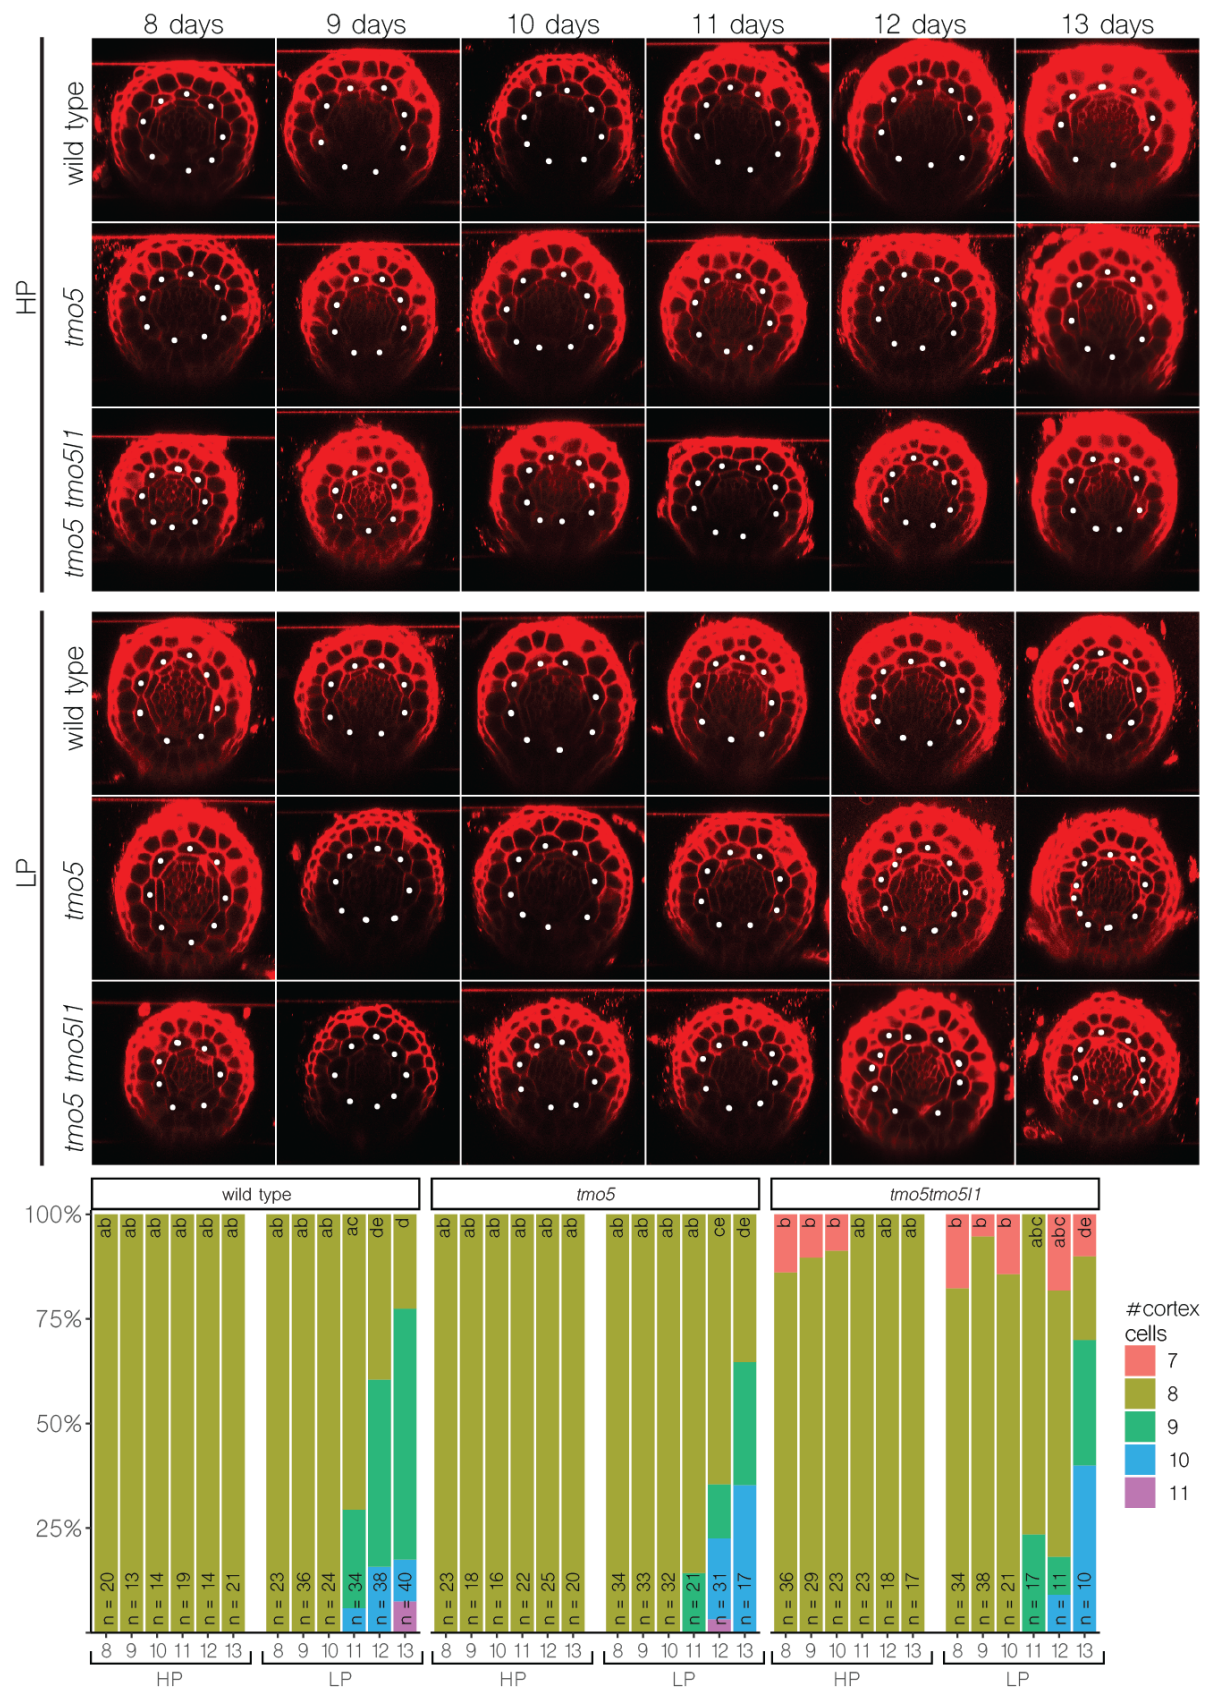 8 days 9 days 10 days 11 days 12 days 13 days
HP
wild type
tmo5
tmo5 tmo5l1
LP
wild type
tmo5
tmo5 tmo5l1
wild type tmo5 tmo5tmo5l1
100%
75%
50%
25%
ab ab ab ab ab ab ab ab ab ac de d ab ab ab ab ab ab ab ab ab ab ce de b b b ab ab ab b b b abc abc de
n = 20 n = 13 n = 14 n = 19 n = 14 n = 21 n = 23 n = 36 n = 24 n = 34 n = 38 n = 40 n = 23 n = 18 n = 16 n = 22 n = 25 n = 20 n = 34 n = 33 n = 32 n = 21 n = 31 n = 17 n = 36 n = 29 n = 23 n = 23 n = 18 n = 17 n = 34 n = 38 n = 21 n = 17 n = 11 n = 10
8 9 10 11 12 13 8 9 10 11 12 13 8 9 10 11 12 13 8 9 10 11 12 13 8 9 10 11 12 13 8 9 10 11 12 13
HP LP HP LP HP LP
#cortex
cells
7
8
9
10
11